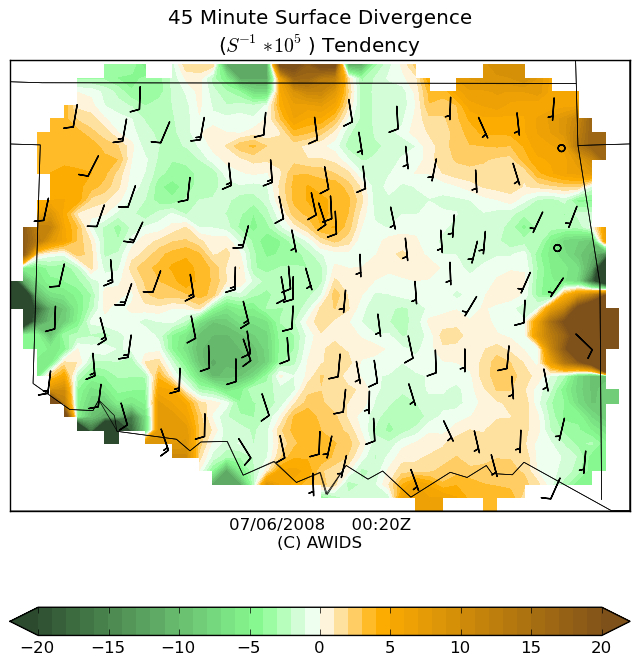 45 Minute Surface Divergence
(S⁻¹ * 10⁵ ) Tendency
07/06/2008 00:20Z
(C) AWIDS
−20 −15 −10 −5 0 5 10 15 20